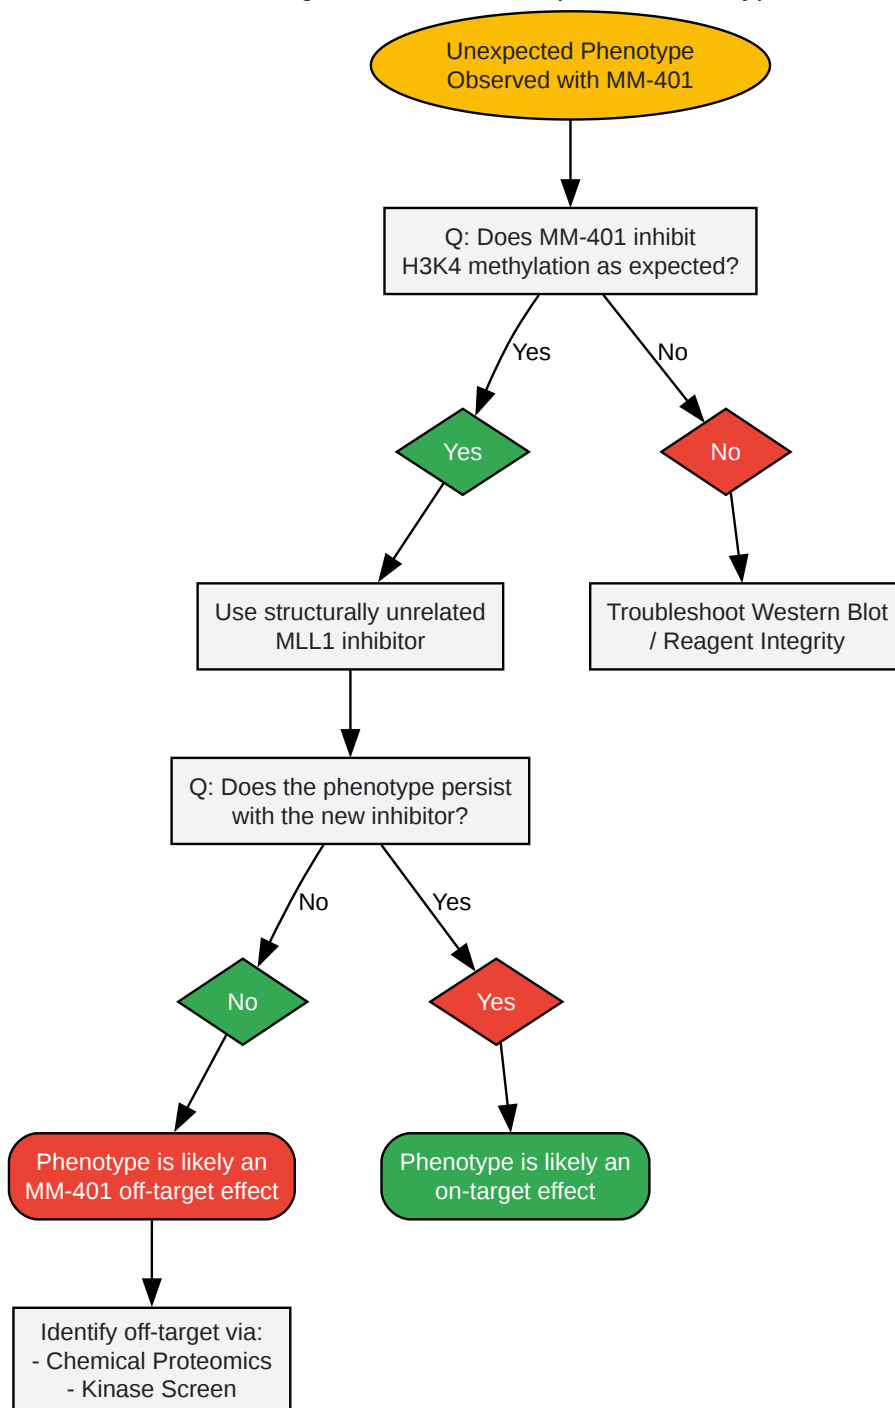 Unexpected Phenotype
Observed with MM-401
Q: Does MM-401 inhibit
H3K4 methylation as expected?
Yes
No
Yes
No
Use structurally unrelated
MLL1 inhibitor
Troubleshoot Western Blot
/ Reagent Integrity
Q: Does the phenotype persist
with the new inhibitor?
No
Yes
No
Yes
Phenotype is likely an
MM-401 off-target effect
Phenotype is likely an
on-target effect
Identify off-target via:
- Chemical Proteomics
- Kinase Screen